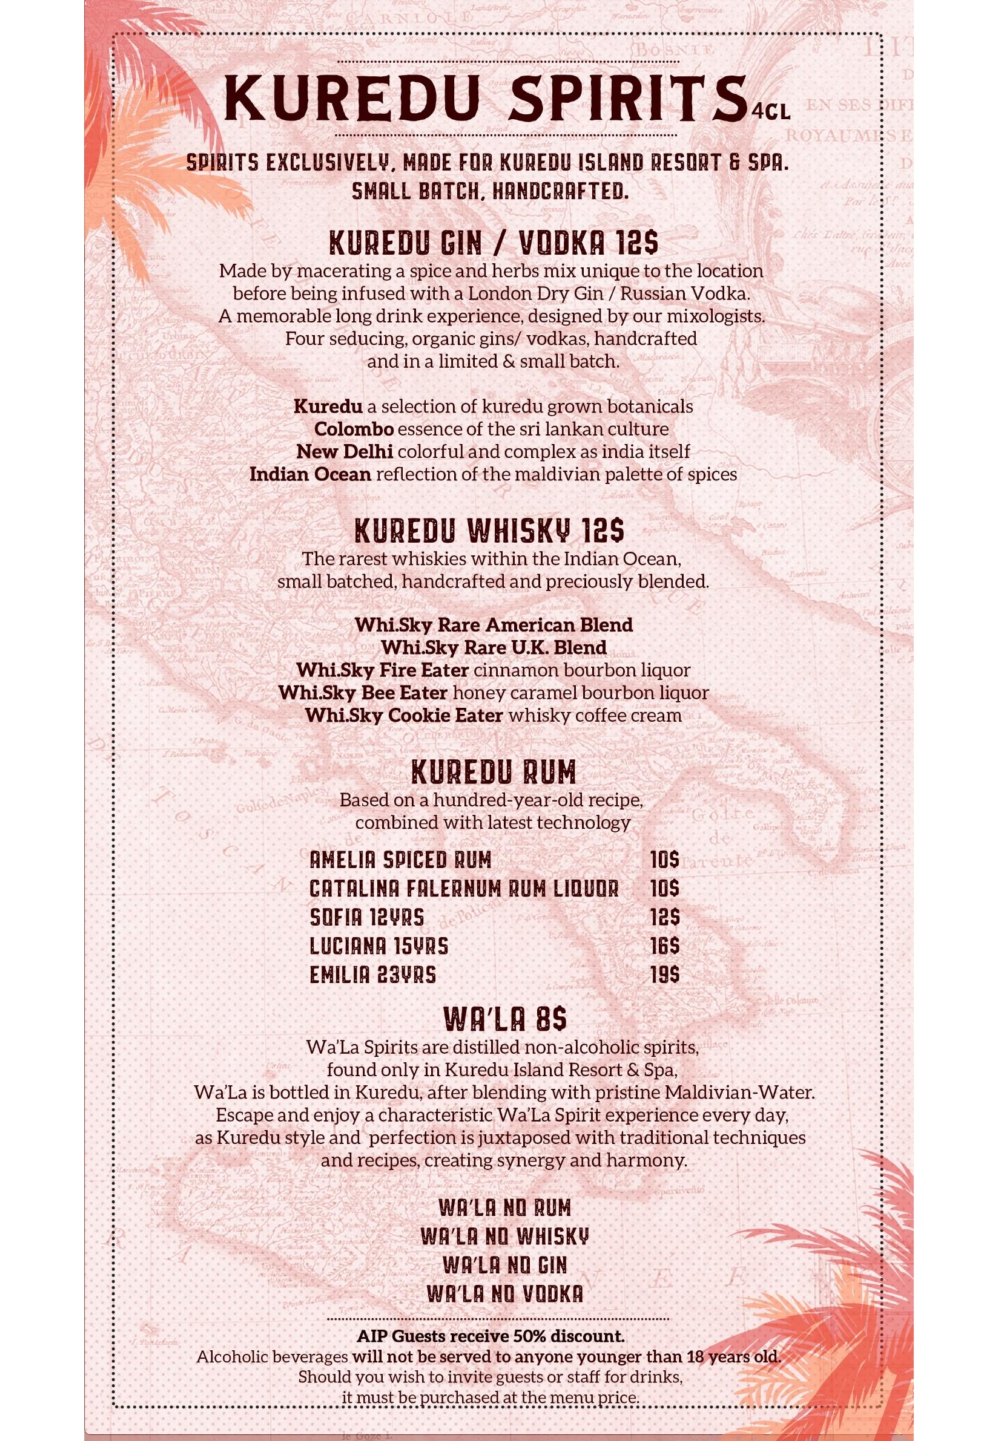 KUREDU SPIRITS 4CL
SPIRITS EXCLUSIVELY, MADE FOR KUREDU ISLAND RESORT & SPA.
SMALL BATCH, HANDCRAFTED.
KUREDU GIN / VODKA 12$
Made by macerating a spice and herbs mix unique to the location
before being infused with a London Dry Gin / Russian Vodka.
A memorable long drink experience, designed by our mixologists.
Four seducing, organic gins/ vodkas, handcrafted
and in a limited & small batch.
Kuredu a selection of kuredu grown botanicals
Colombo essence of the sri lankan culture
New Delhi colorful and complex as india itself
Indian Ocean reflection of the maldivian palette of spices
KUREDU WHISKY 12$
The rarest whiskies within the Indian Ocean,
small batched, handcrafted and preciously blended.
Whi.Sky Rare American Blend
Whi.Sky Rare U.K. Blend
Whi.Sky Fire Eater cinnamon bourbon liquor
Whi.Sky Bee Eater honey caramel bourbon liquor
Whi.Sky Cookie Eater whisky coffee cream
KUREDU RUM
Based on a hundred-year-old recipe,
combined with latest technology
AMELIA SPICED RUM 10$
CATALINA FALERNUM RUM LIQUOR 10$
SOFIA 12YRS 12$
LUCIANA 15YRS 16$
EMILIA 23YRS 19$
WA'LA 8$
Wa'La Spirits are distilled non-alcoholic spirits,
found only in Kuredu Island Resort & Spa,
Wa'La is bottled in Kuredu, after blending with pristine Maldivian-Water.
Escape and enjoy a characteristic Wa'La Spirit experience every day,
as Kuredu style and perfection is juxtaposed with traditional techniques
and recipes, creating synergy and harmony.
WA'LA NO RUM
WA'LA NO WHISKY
WA'LA NO GIN
WA'LA NO VODKA
AIP Guests receive 50% discount.
Alcoholic beverages will not be served to anyone younger than 18 years old.
Should you wish to invite guests or staff for drinks,
it must be purchased at the menu price.